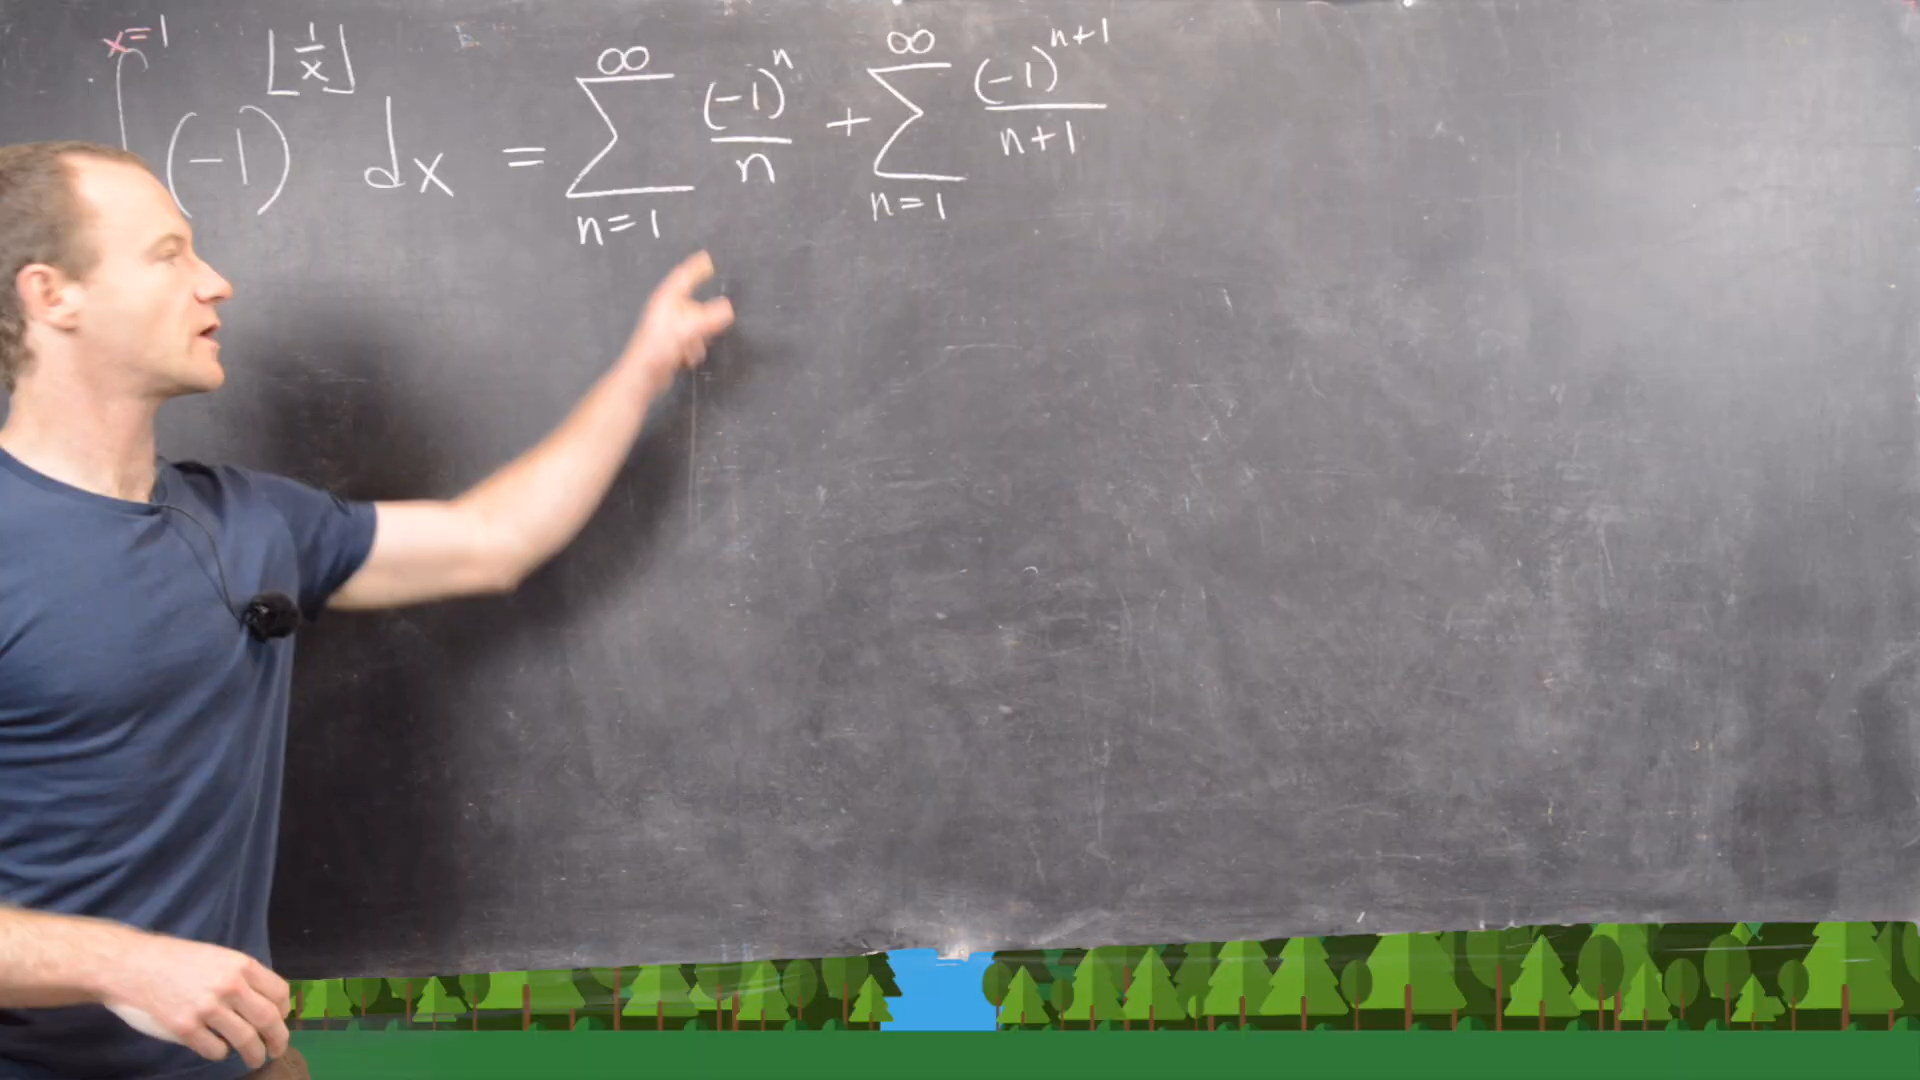 x=1
(-1)^⌊1/x⌋ dx = ∑_{n=1}^{∞} (-1)^n/n + ∑_{n=1}^{∞} (-1)^{n+1}/(n+1)